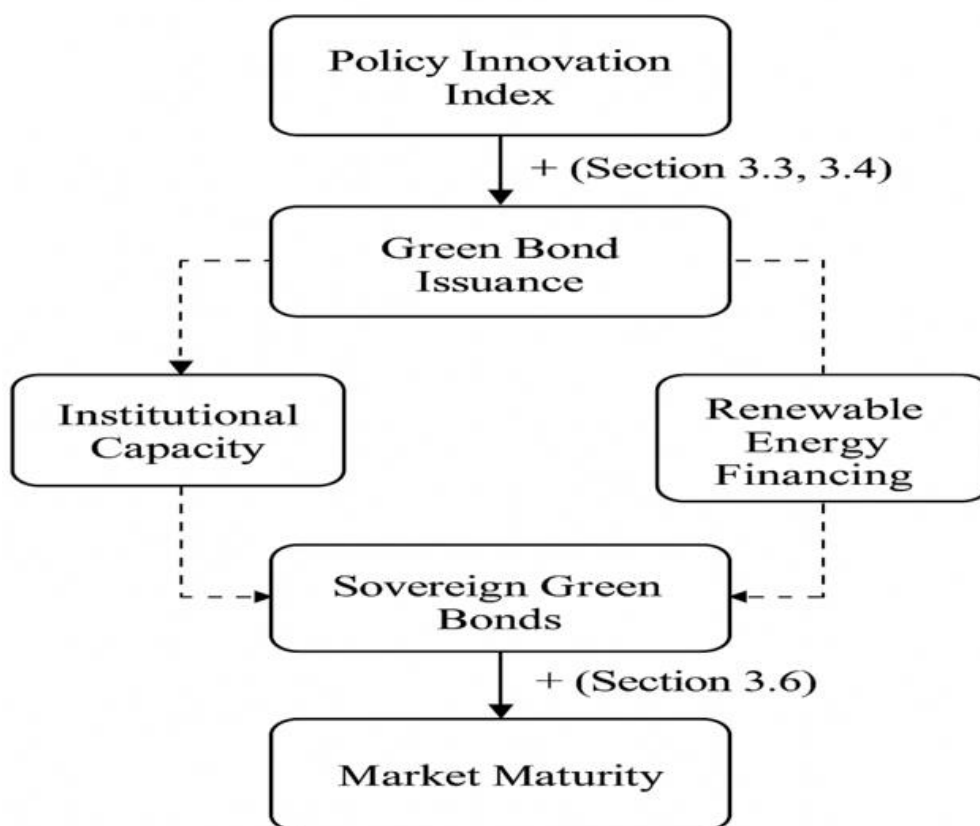 Policy Innovation
Index
+ (Section 3.3, 3.4)
Green Bond
Issuance
Institutional
Capacity
Renewable
Energy
Financing
Sovereign Green
Bonds
+ (Section 3.6)
Market Maturity